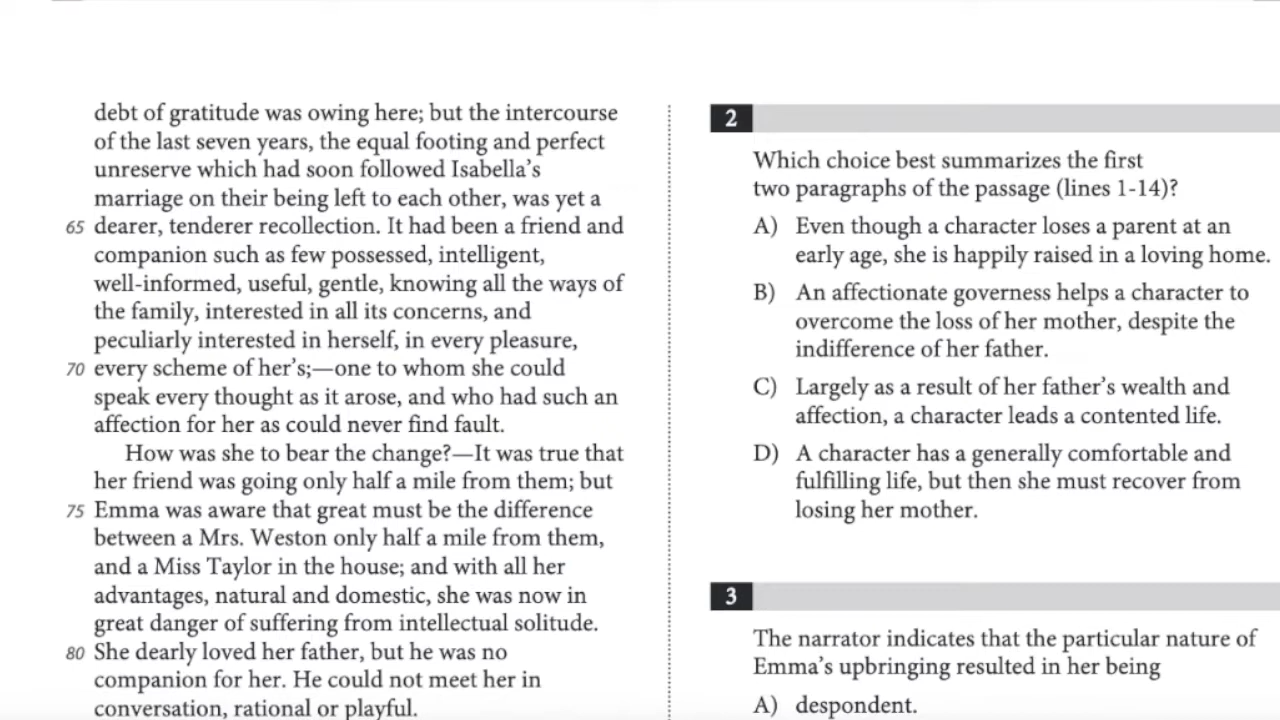 debt of gratitude was owing here; but the intercourse
of the last seven years, the equal footing and perfect
unreserve which had soon followed Isabella’s
marriage on their being left to each other, was yet a
65 dearer, tenderer recollection. It had been a friend and
companion such as few possessed, intelligent,
well-informed, useful, gentle, knowing all the ways of
the family, interested in all its concerns, and
peculiarly interested in herself, in every pleasure,
70 every scheme of her’s;—one to whom she could
speak every thought as it arose, and who had such an
affection for her as could never find fault.
How was she to bear the change?—It was true that
her friend was going only half a mile from them; but
75 Emma was aware that great must be the difference
between a Mrs. Weston only half a mile from them,
and a Miss Taylor in the house; and with all her
advantages, natural and domestic, she was now in
great danger of suffering from intellectual solitude.
80 She dearly loved her father, but he was no
companion for her. He could not meet her in
conversation, rational or playful.
2
Which choice best summarizes the first
two paragraphs of the passage (lines 1-14)?
A) Even though a character loses a parent at an
early age, she is happily raised in a loving home.
B) An affectionate governess helps a character to
overcome the loss of her mother, despite the
indifference of her father.
C) Largely as a result of her father’s wealth and
affection, a character leads a contented life.
D) A character has a generally comfortable and
fulfilling life, but then she must recover from
losing her mother.
3
The narrator indicates that the particular nature of
Emma’s upbringing resulted in her being
A) despondent.